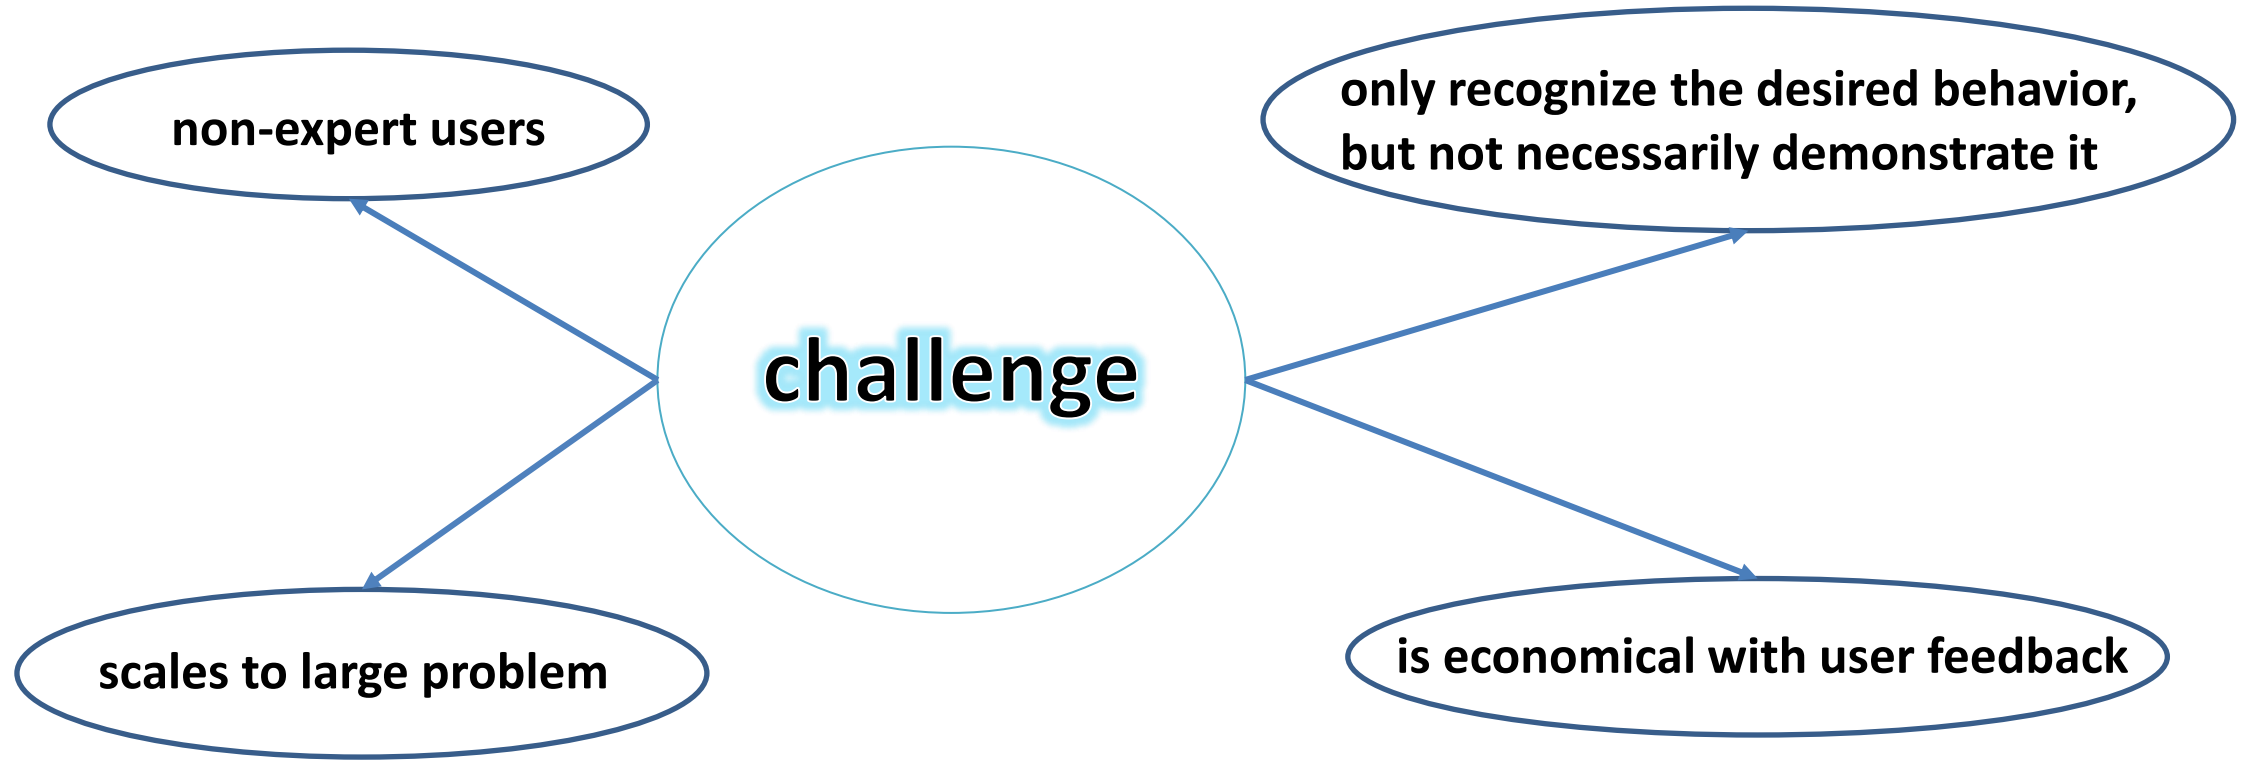 non-expert users
only recognize the desired behavior,
but not necessarily demonstrate it
challenge
scales to large problem
is economical with user feedback